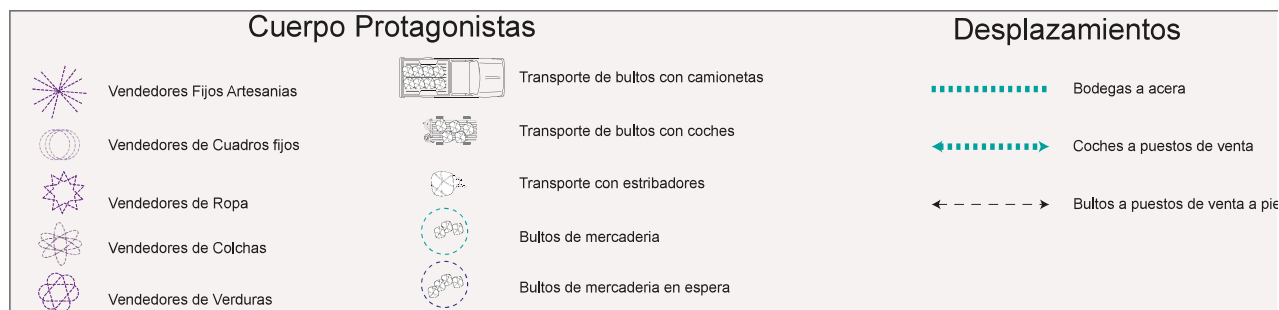 Cuerpo Protagonistas
Vendedores Fijos Artesanias
Vendedores de Cuadros fijos
Vendedores de Ropa
Vendedores de Colchas
Vendedores de Verduras
Transporte de bultos con camionetas
Transporte de bultos con coches
Transporte con estribadores
Bultos de mercaderia
Bultos de mercaderia en espera
Desplazamientos
Bodegas a acera
Coches a puestos de venta
Bultos a puestos de venta a pie